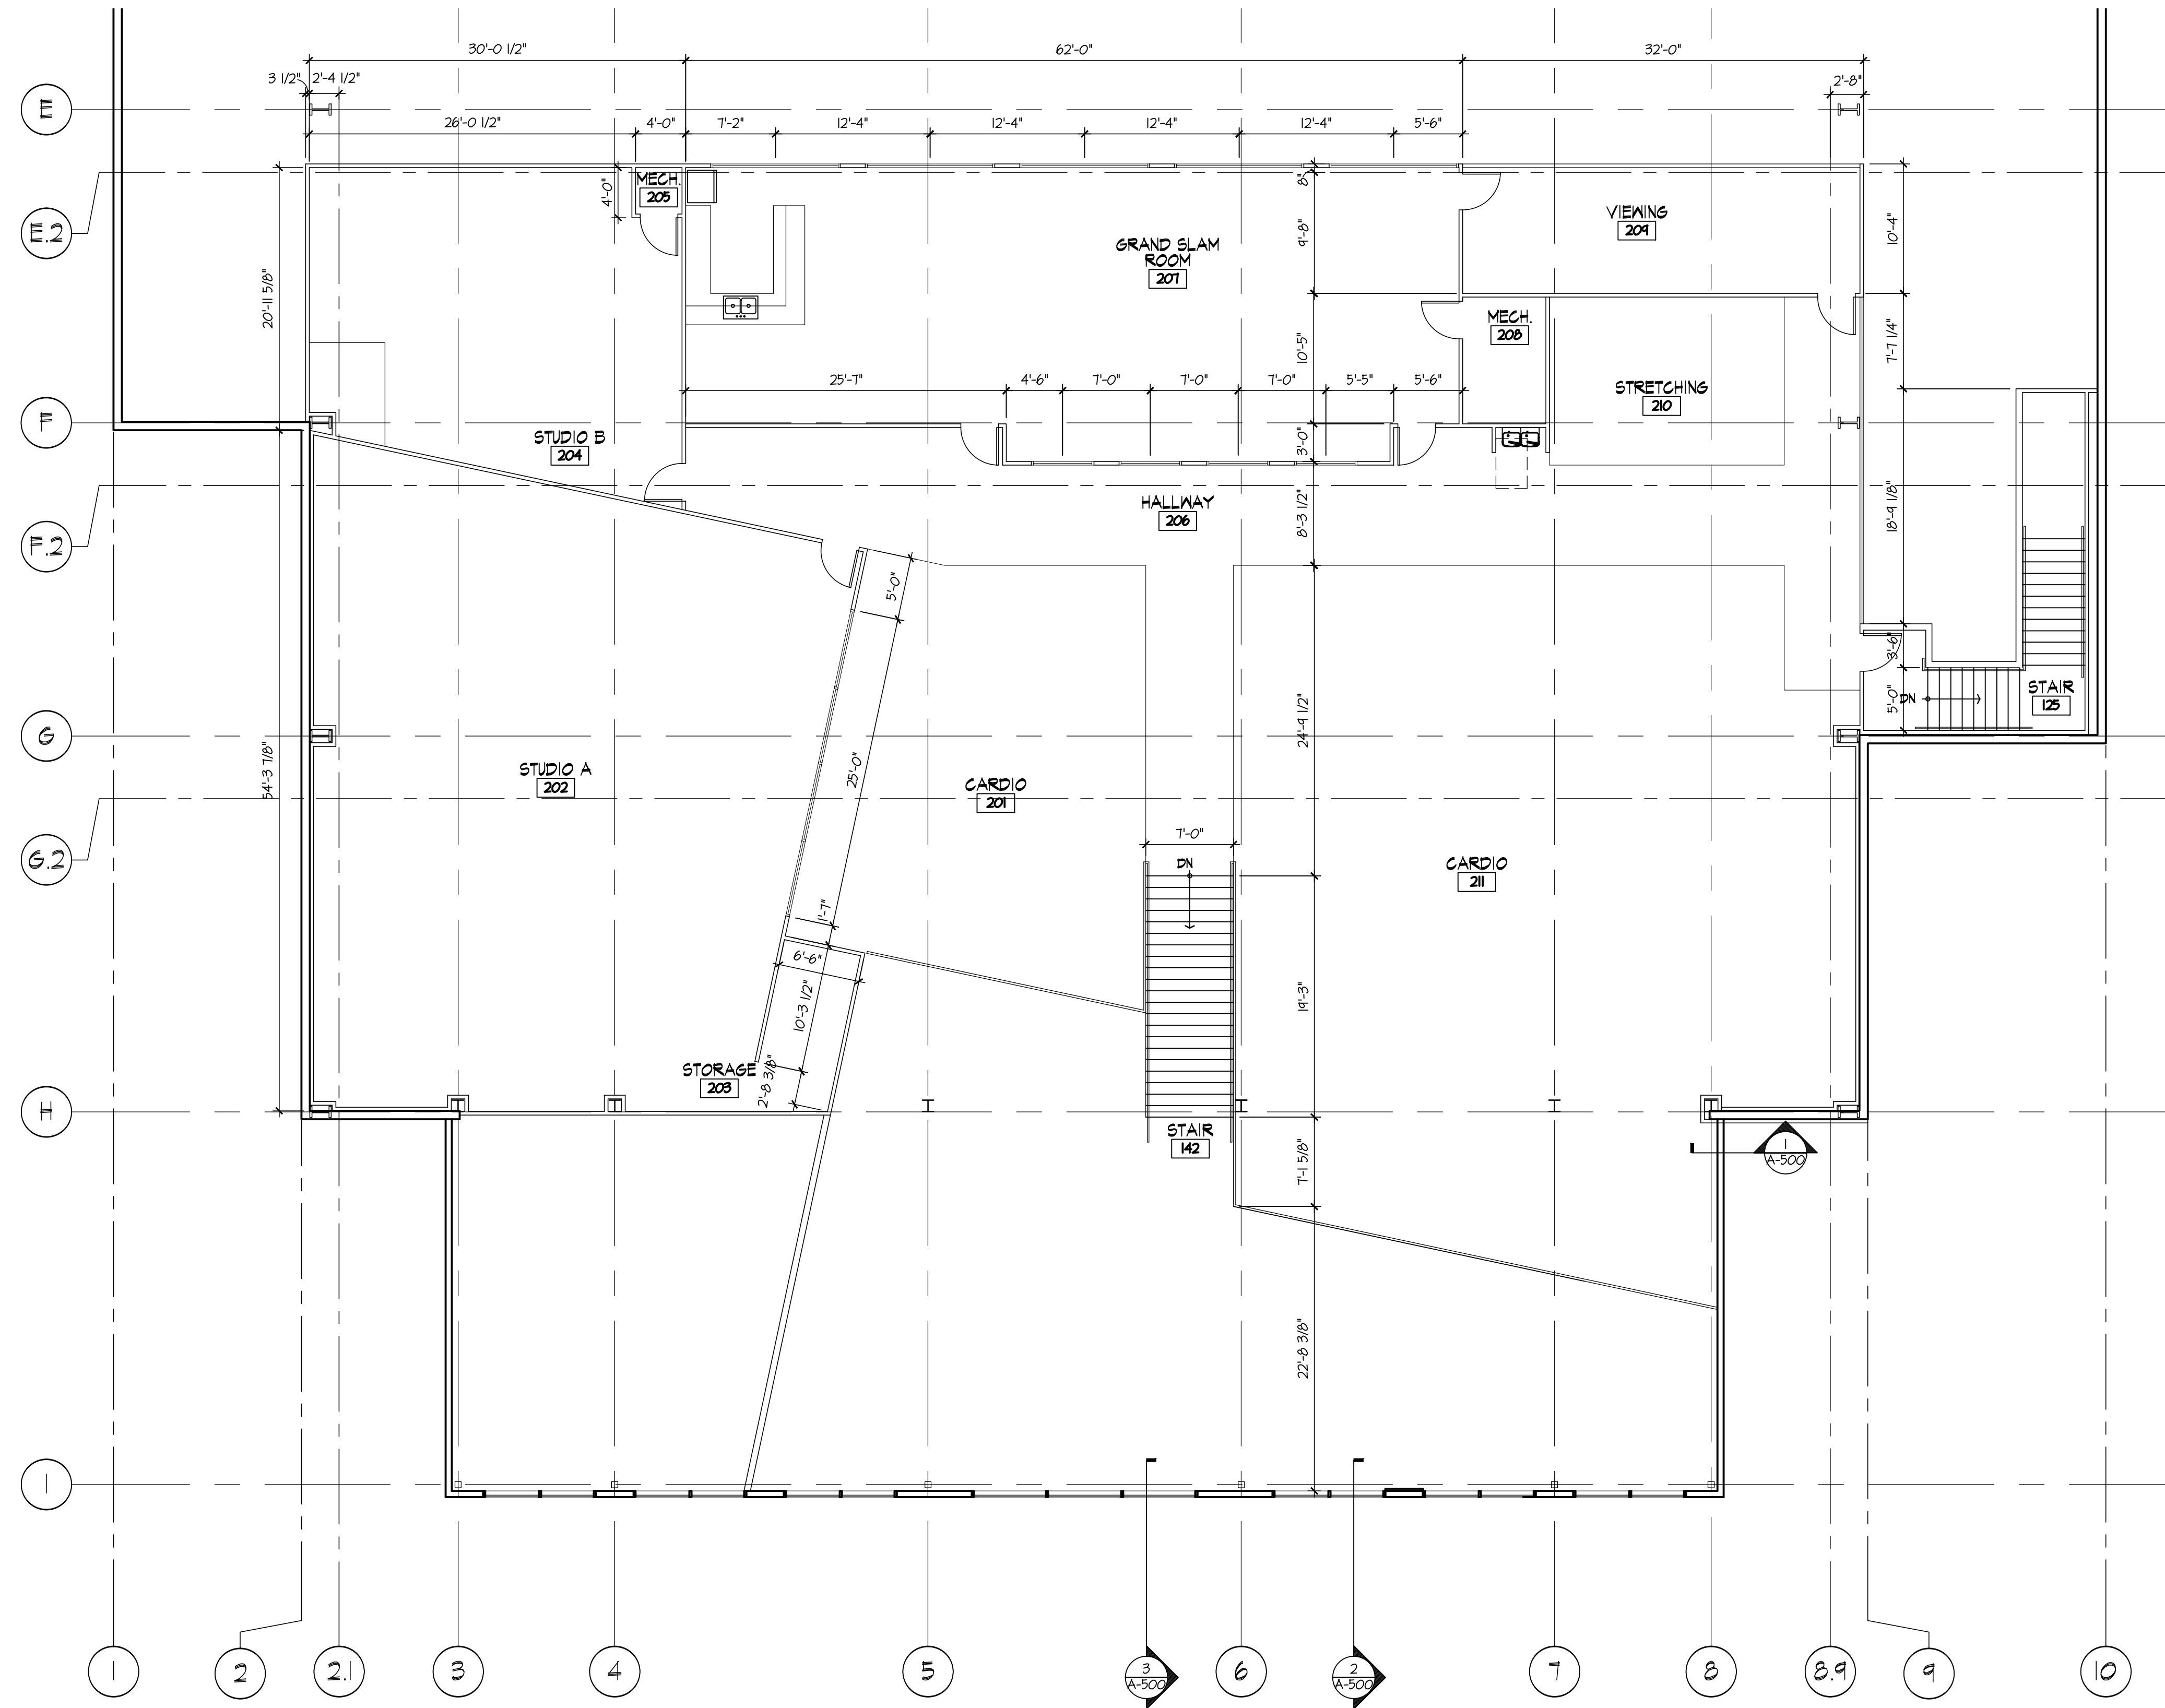 30'-0 1/2"
62'-0"
32'-0"
3 1/2"
2'-4 1/2"
2'-8"
E
26'-0 1/2"
4'-0"
7'-2"
12'-4"
12'-4"
12'-4"
12'-4"
5'-6"
MECH.
205
4'-0"
8"
VIEWING
209
E.2
GRAND SLAM
ROOM
207
9'-8"
10'-4"
20'-11 5/8"
MECH.
208
10'-5"
7'-7 1/4"
25'-7"
4'-6"
7'-0"
7'-0"
7'-0"
5'-5"
5'-6"
STRETCHING
210
F
STUDIO B
204
3'-0"
HALLWAY
206
8'-3 1/2"
18'-9 1/8"
F.2
5'-0"
3'-6"
STAIR
125
DN
5'-0"
G
24'-9 1/2"
54'-3 7/8"
STUDIO A
202
25'-0"
CARDIO
201
G.2
7'-0"
DN
CARDIO
211
1'-7"
6'-6"
10'-3 1/2"
19'-3"
STORAGE
203
2'-8 3/8"
H
STAIR
142
7'-1 5/8"
1
A-500
22'-8 3/8"
I
1
2
2.1
3
4
5
3
A-500
6
2
A-500
7
8
8.9
9
10